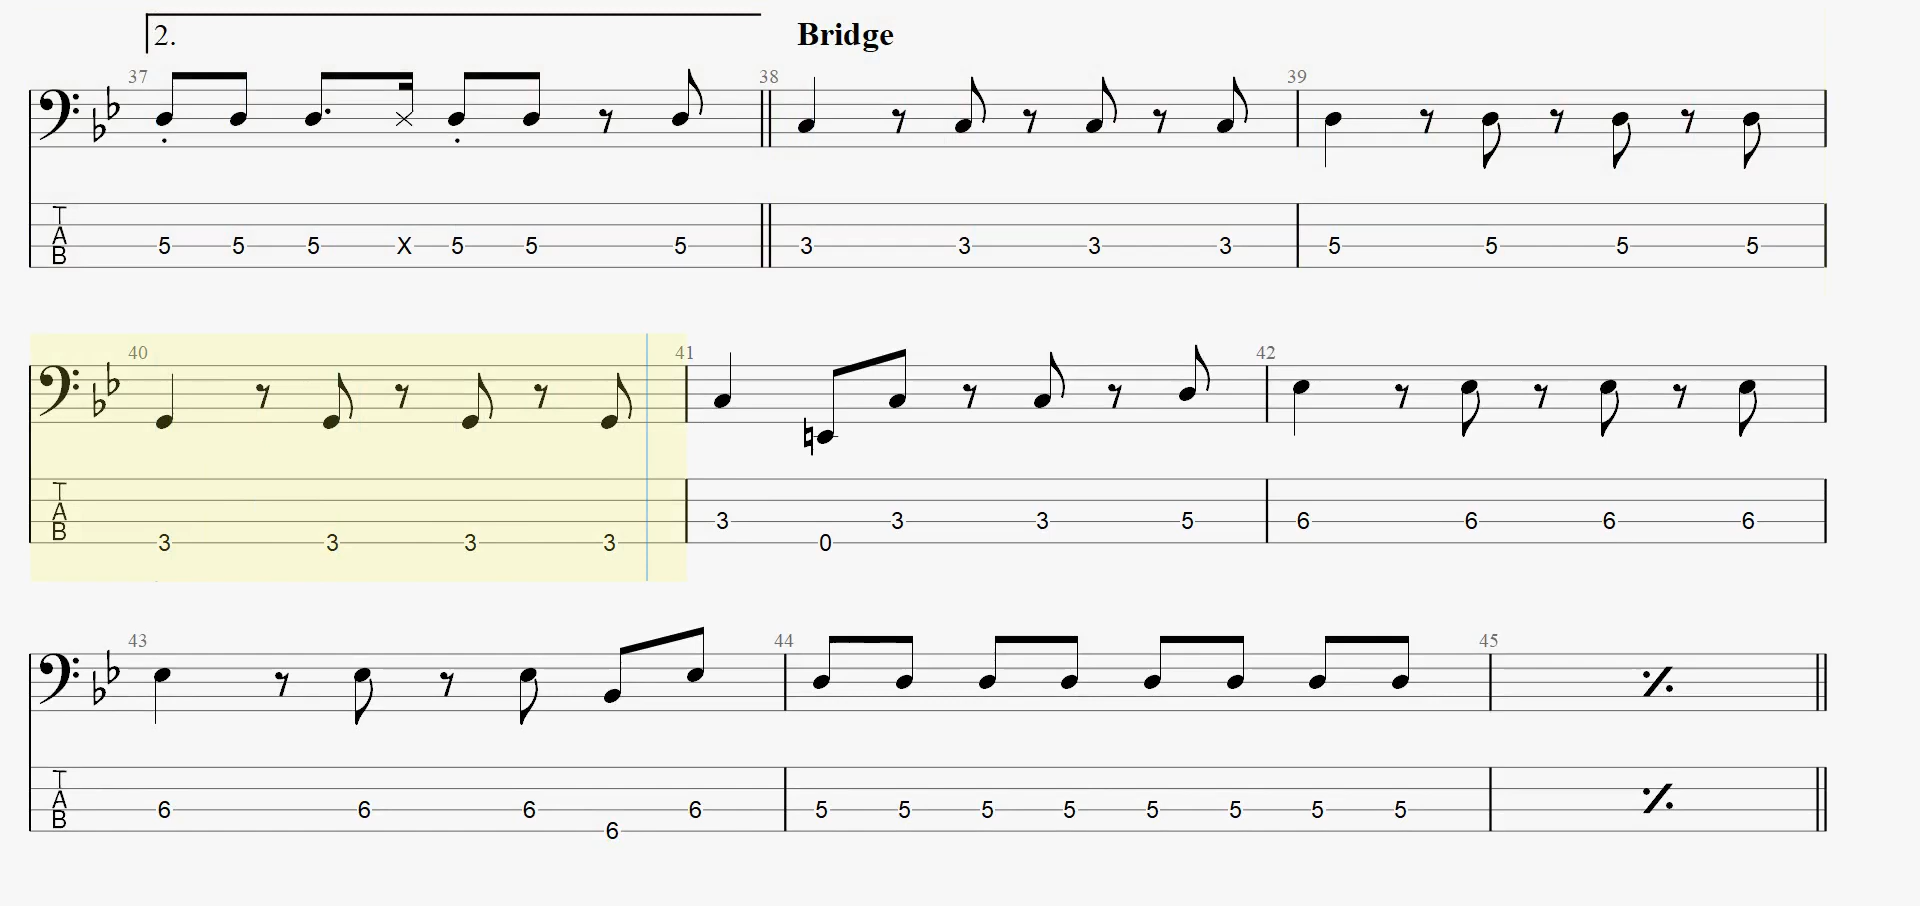 2. Bridge
37 38 39
T
A 5 5 5 X 5 5 5 3 3 3 3 5 5 5 5
B
40 41 42
T
A 3 3 3 5 6 6 6 6
B 3 3 3 3 0
43 44 45
T
A 6 6 6 6 5 5 5 5 5 5 5 5
B 6